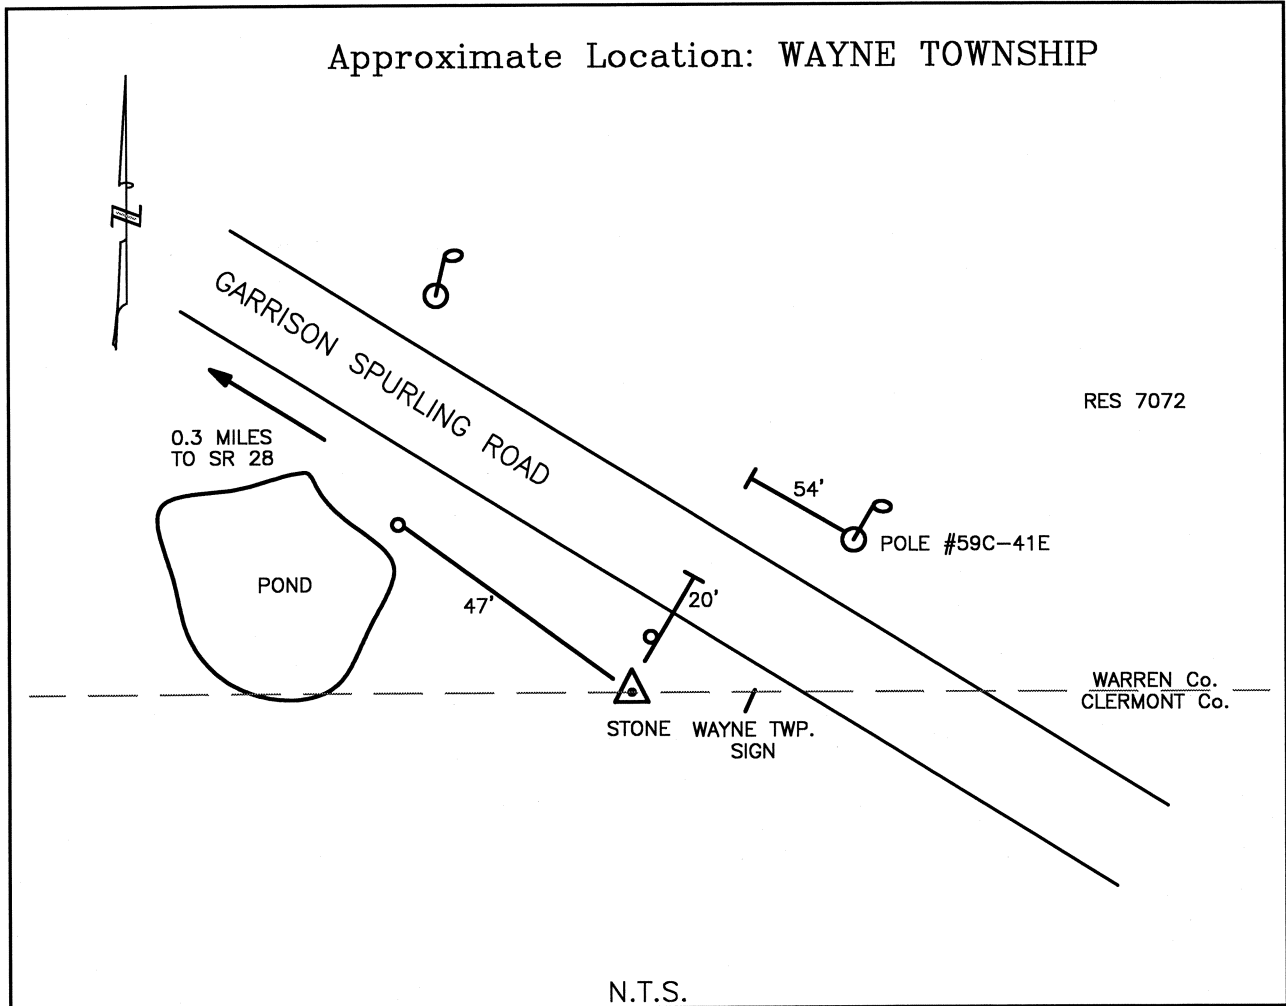 Approximate Location: WAYNE TOWNSHIP
N
GARRISON SPURLING ROAD
RES 7072
0.3 MILES
TO SR 28
54'
POLE #59C-41E
POND
47'
20'
WARREN Co.
CLERMONT Co.
STONE
WAYNE TWP.
SIGN
N.T.S.